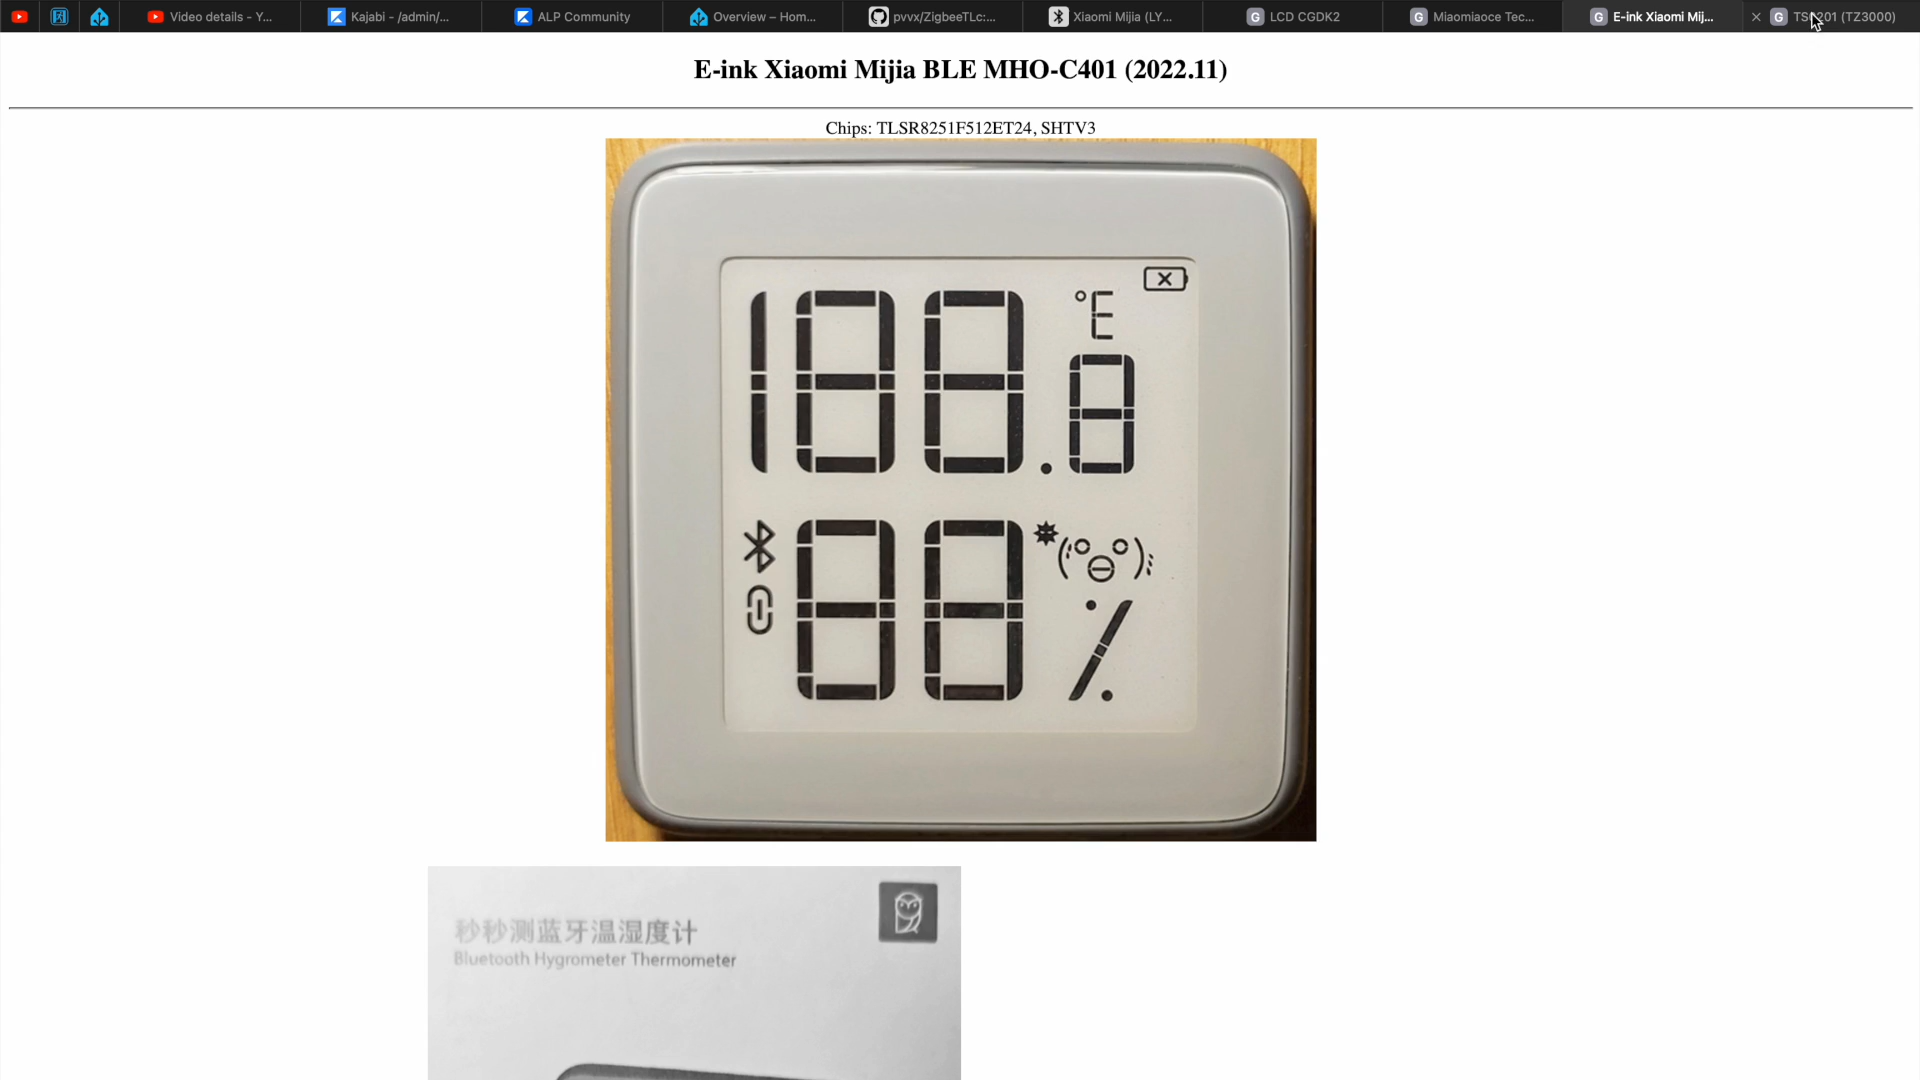 Video details - Y...
Kajabi - /admin/...
ALP Community
Overview – Hom...
pvvx/ZigbeeTLc:...
Xiaomi Mijia (LY...
LCD CGDK2
Miaomiaoce Tec...
E-ink Xiaomi Mij...
(TZ3000)
E-ink Xiaomi Mijia BLE MHO-C401 (2022.11)
Chips: TLSR8251F512ET24, SHTV3
188.8
°E
88
%
秒秒测蓝牙温湿度计
Bluetooth Hygrometer Thermometer